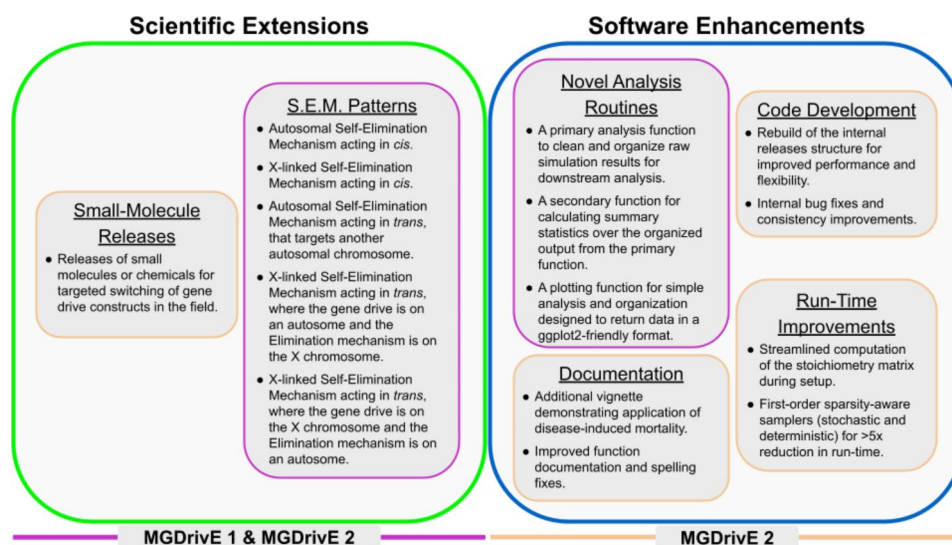 Scientific Extensions
Small-Molecule
Releases
● Releases of small
molecules or chemicals for
targeted switching of gene
drive constructs in the field.
S.E.M. Patterns
● Autosomal Self-Elimination
Mechanism acting in cis.
● X-linked Self-Elimination
Mechanism acting in cis.
● Autosomal Self-Elimination
Mechanism acting in trans,
that targets another
autosomal chromosome.
● X-linked Self-Elimination
Mechanism acting in trans,
where the gene drive is on
an autosome and the
Elimination mechanism is on
the X chromosome.
● X-linked Self-Elimination
Mechanism acting in trans,
where the gene drive is on
the X chromosome and the
Elimination mechanism is on
an autosome.
MGDrivE 1 & MGDrivE 2
Software Enhancements
Novel Analysis
Routines
● A primary analysis function
to clean and organize raw
simulation results for
downstream analysis.
● A secondary function for
calculating summary
statistics over the organized
output from the primary
function.
● A plotting function for simple
analysis and organization
designed to return data in a
ggplot2-friendly format.
Documentation
● Additional vignette
demonstrating application of
disease-induced mortality.
● Improved function
documentation and spelling
fixes.
Code Development
● Rebuild of the internal
releases structure for
improved performance and
flexibility.
● Internal bug fixes and
consistency improvements.
Run-Time
Improvements
● Streamlined computation
of the stoichiometry matrix
during setup.
● First-order sparsity-aware
samplers (stochastic and
deterministic) for >5x
reduction in run-time.
MGDrivE 2